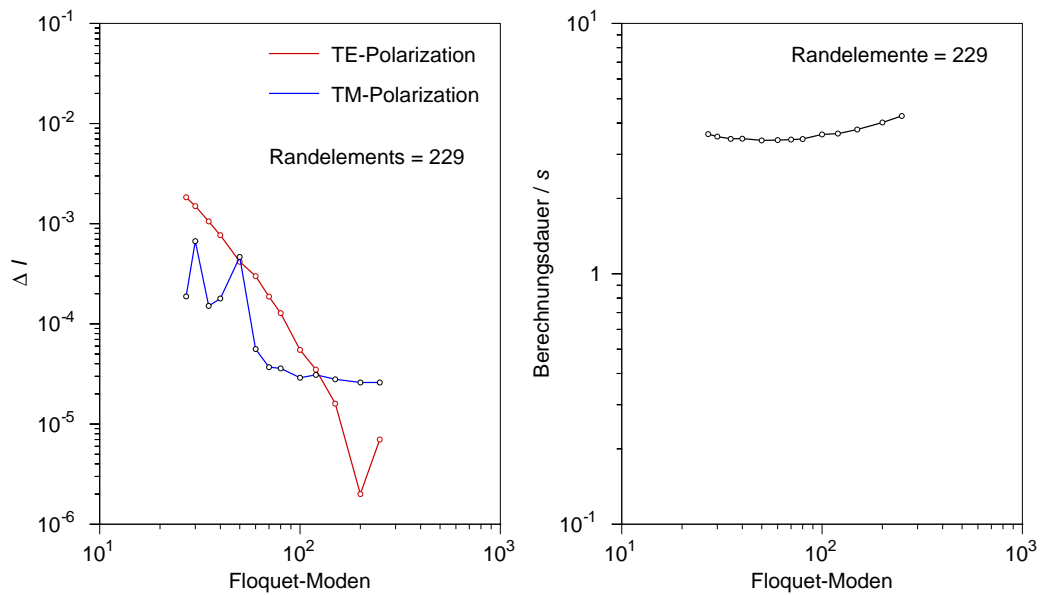 10^-1
10^-2
10^-3
10^-4
10^-5
10^-6
Δ I
TE-Polarization
TM-Polarization
Randelements = 229
10^1
10^2
10^3
Floquet-Moden
10^1
1
10^-1
Berechnungsdauer / s
Randelemente = 229
10^1
10^2
10^3
Floquet-Moden